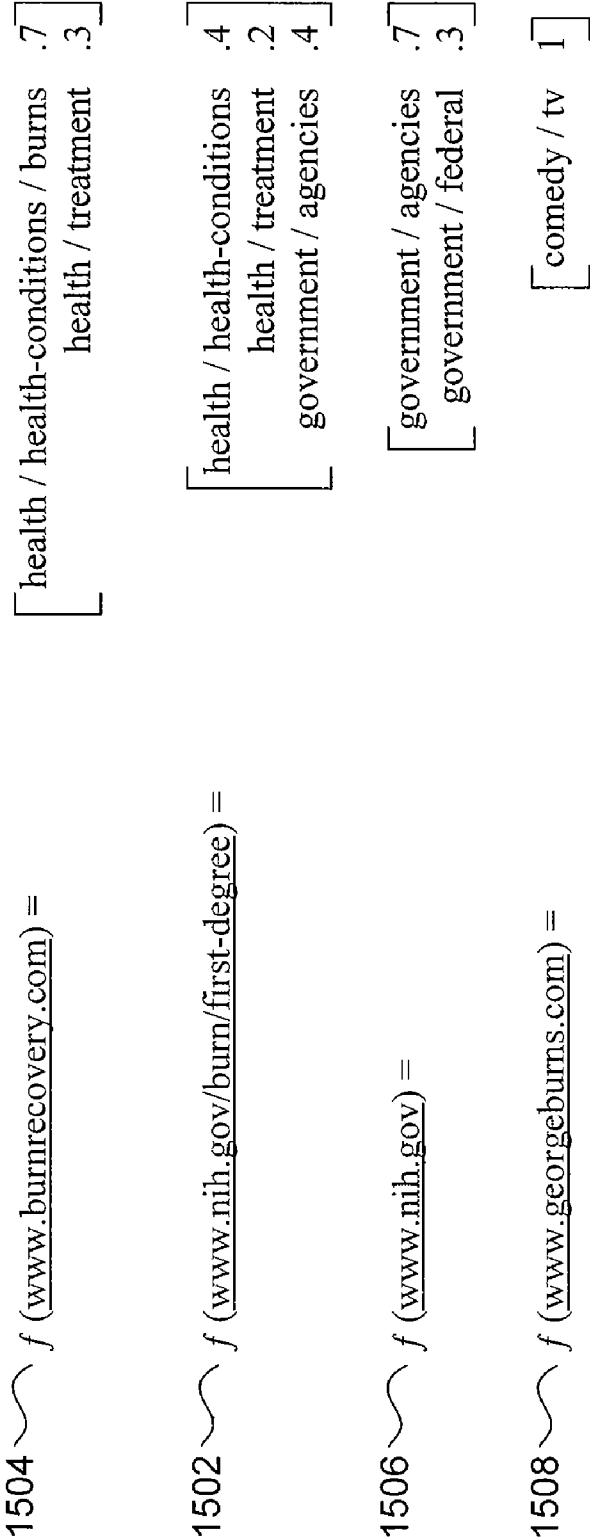 1504 f (www.burnrecovery.com) = [health / health-conditions / burns .7
health / treatment .3]
1502 f (www.nih.gov/burn/first-degree) = [health / health-conditions .4
health / treatment .2
government / agencies .4]
1506 f (www.nih.gov) = [government / agencies .7
government / federal .3]
1508 f (www.georgeburns.com) = [comedy / tv 1]